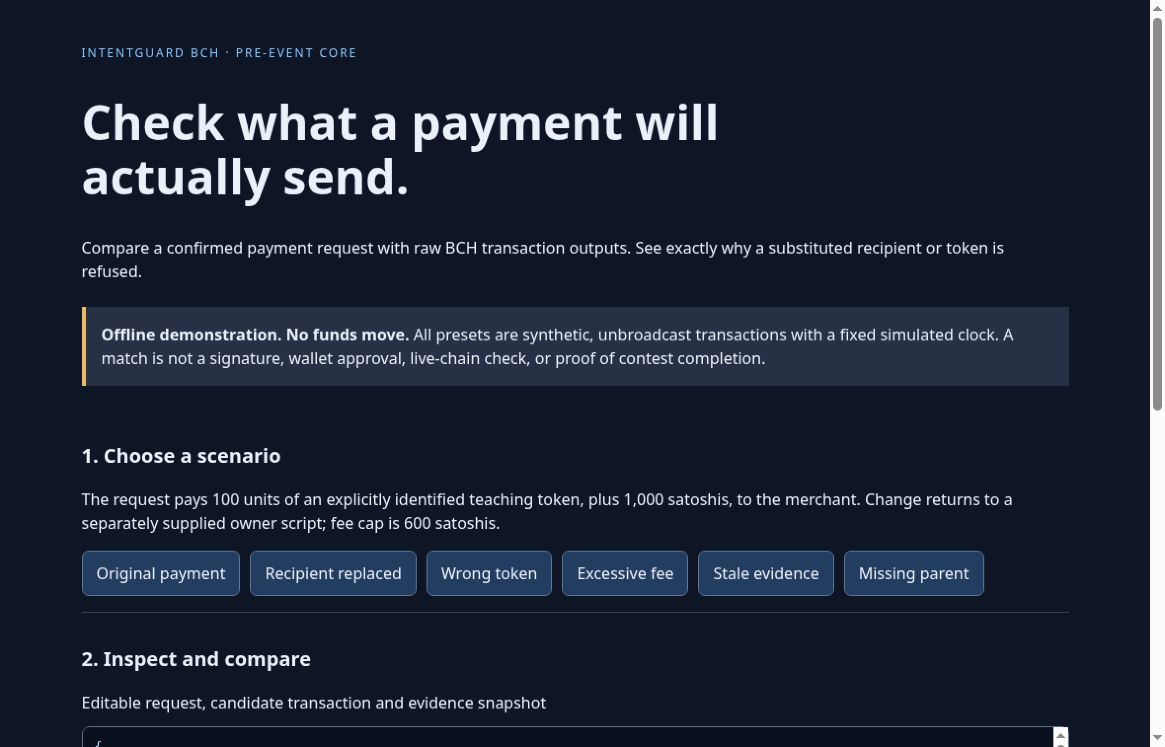 INTENTGUARD BCH · PRE-EVENT CORE
Check what a payment will
actually send.
Compare a confirmed payment request with raw BCH transaction outputs. See exactly why a substituted recipient or token is
refused.
Offline demonstration. No funds move. All presets are synthetic, unbroadcast transactions with a fixed simulated clock. A
match is not a signature, wallet approval, live-chain check, or proof of contest completion.
1. Choose a scenario
The request pays 100 units of an explicitly identified teaching token, plus 1,000 satoshis, to the merchant. Change returns to a
separately supplied owner script; fee cap is 600 satoshis.
Original payment
Recipient replaced
Wrong token
Excessive fee
Stale evidence
Missing parent
2. Inspect and compare
Editable request, candidate transaction and evidence snapshot
{